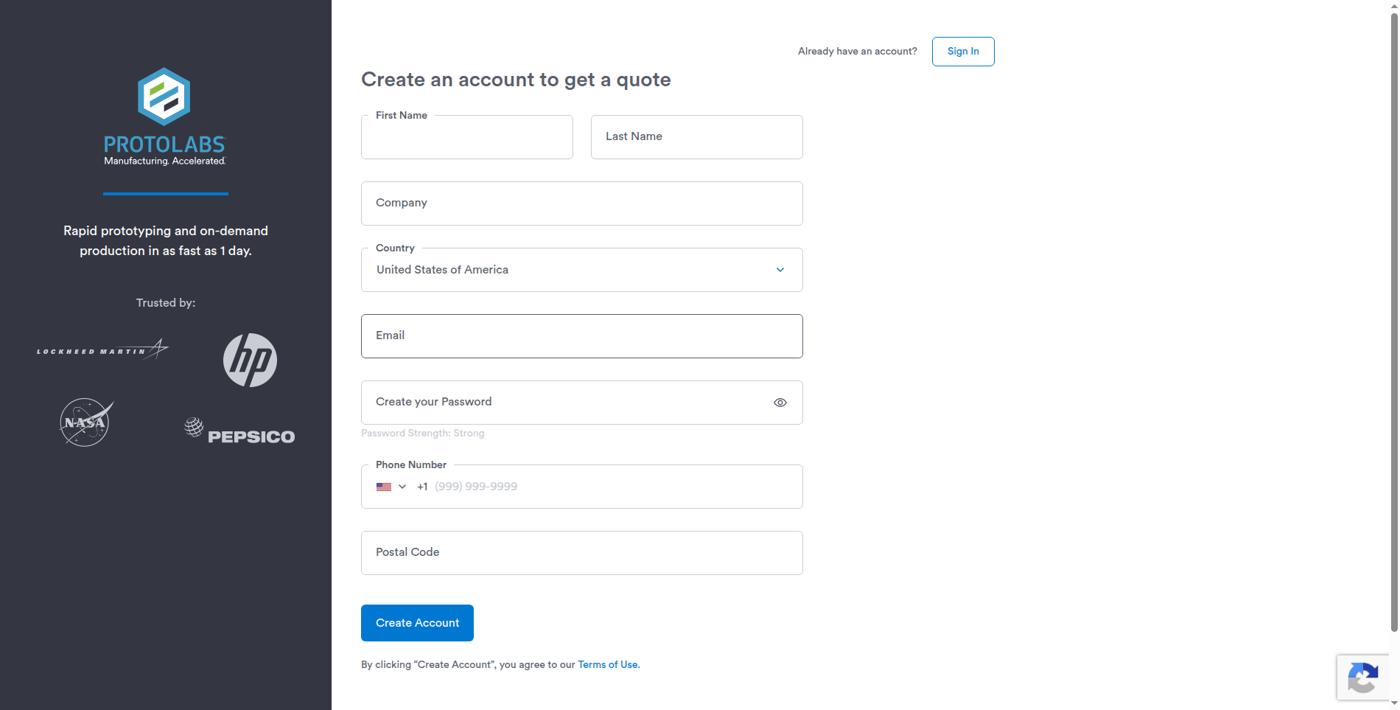 PROTOLABS
Manufacturing. Accelerated.
Rapid prototyping and on-demand
production in as fast as 1 day.
Trusted by:
LOCKHEED MARTIN
hp
NASA
PEPSICO
Already have an account?
Sign In
Create an account to get a quote
First Name
Last Name
Company
Country
United States of America
Email
Create your Password
Password Strength: Strong
Phone Number
+1 (999) 999-9999
Postal Code
Create Account
By clicking “Create Account”, you agree to our Terms of Use.